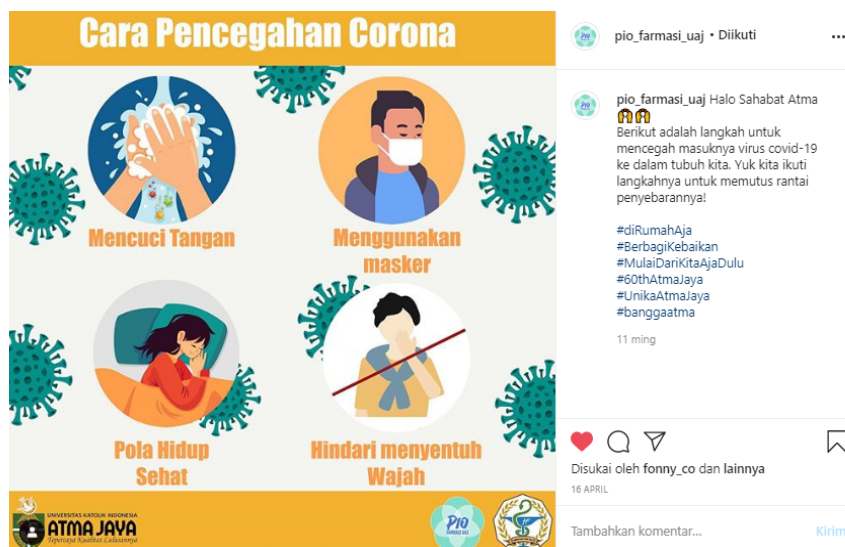 Cara Pencegahan Corona
Mencuci Tangan
Menggunakan
masker
Pola Hidup
Sehat
Hindari menyentuh
Wajah
UNIVERSITAS KATOLIK INDONESIA
ATMA JAYA
Tepercaya Kualitas Lulusannya
PIO
pio_farmasi_uaj • Diikuti
pio_farmasi_uaj Halo Sahabat Atma
Berikut adalah langkah untuk
mencegah masuknya virus covid-19
ke dalam tubuh kita. Yuk kita ikuti
langkahnya untuk memutus rantai
penyebarannya!
#diRumahAja
#BerbagiKebaikan
#MulaiDariKitaAjaDulu
#60thAtmaJaya
#UnikaAtmaJaya
#banggaatma
11 ming
Disukai oleh fonny_co dan lainnya
16 APRIL
Tambahkan komentar...
Kirim